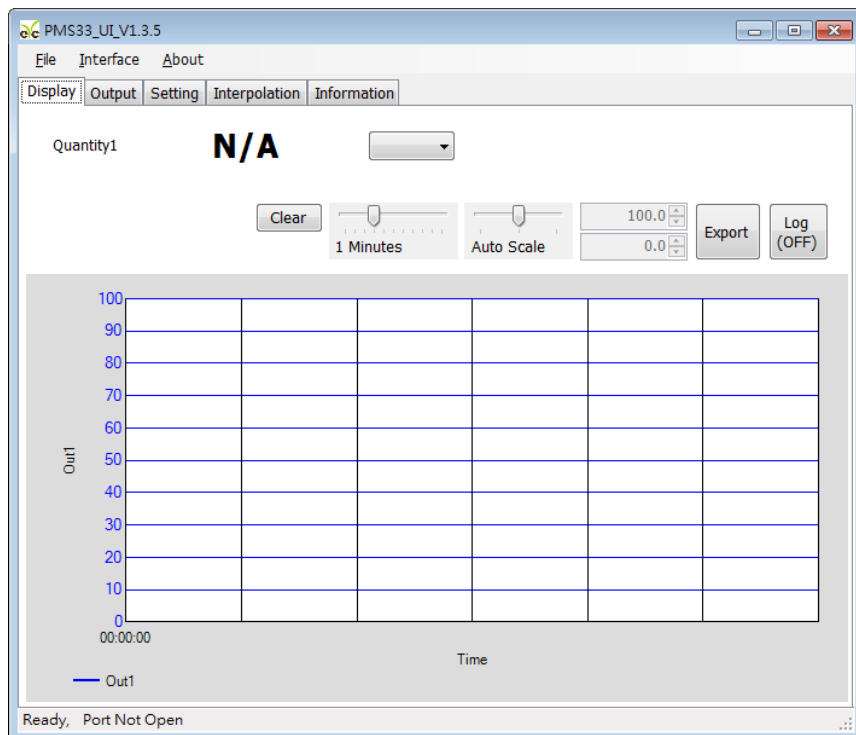 PMS33_UI_V1.3.5
File Interface About
Display Output Setting Interpolation Information
Quantity1 N/A
Clear 1 Minutes Auto Scale 100.0 0.0 Export Log (OFF)
100
90
80
70
60
50
40
30
20
10
0
Out1
00:00:00
Time
Out1
Ready, Port Not Open